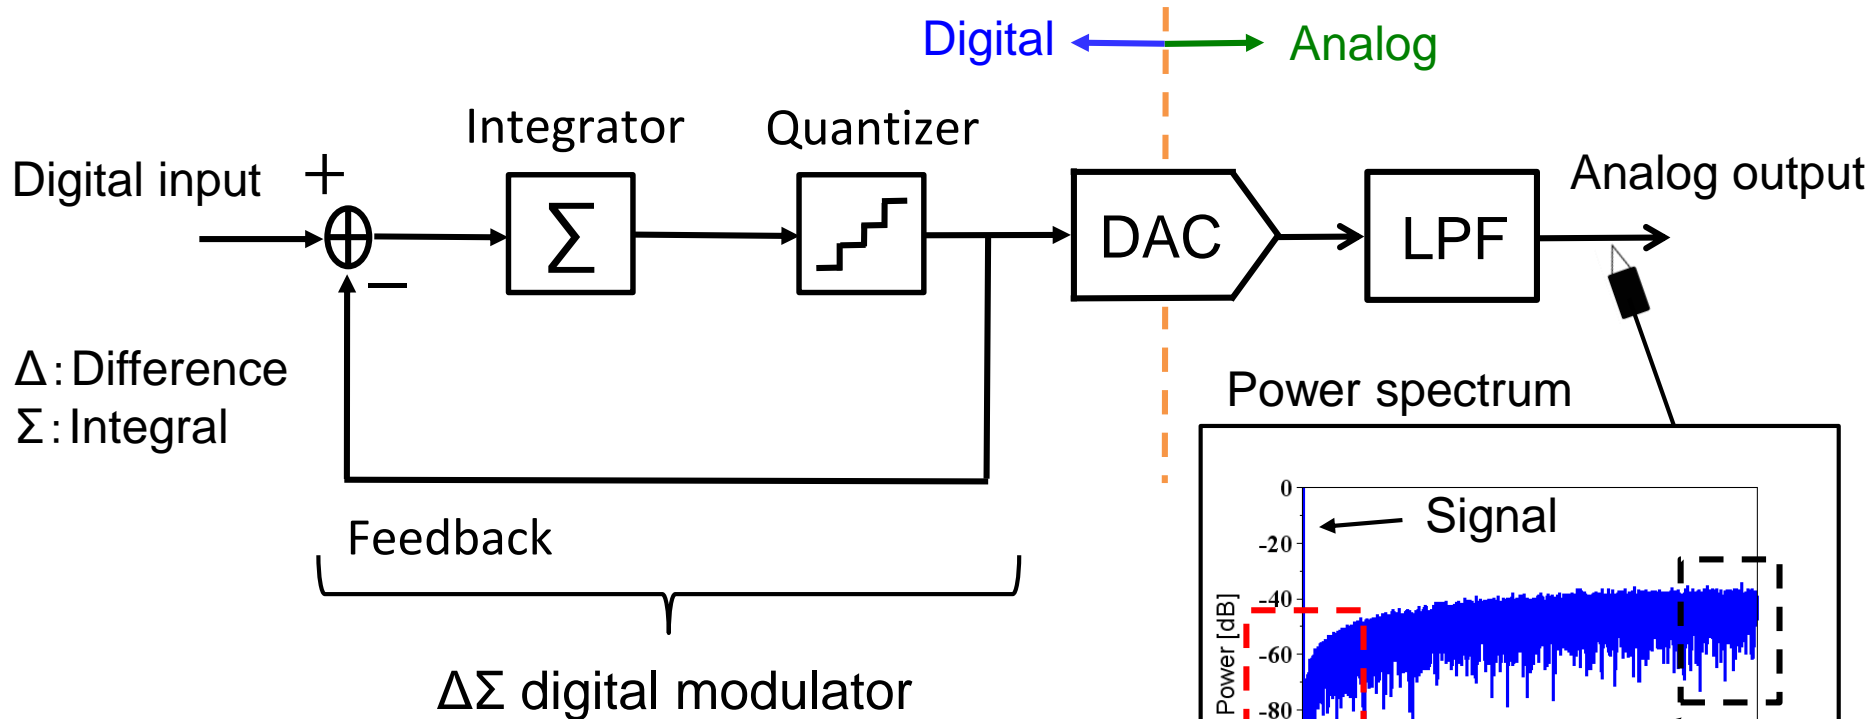 Digital Analog
Integrator Quantizer
Digital input + Analog output
Σ DAC LPF
−
Δ: Difference
Σ: Integral
Power spectrum
Feedback
ΔΣ digital modulator
0
Signal
-20
-40
-60
-80
Power [dB]